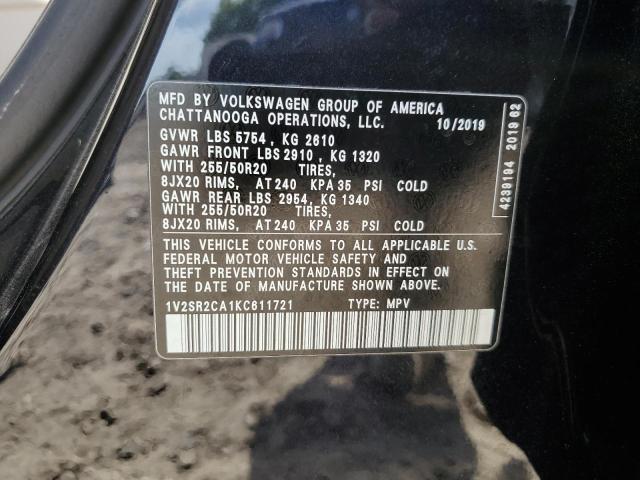 MFD BY VOLKSWAGEN GROUP OF AMERICA
CHATTANOOGA OPERATIONS, LLC. 10/2019
GVWR LBS 5754 , KG 2610
GAWR FRONT LBS 2910 , KG 1320
WITH 255/50R20 TIRES,
8JX20 RIMS, AT 240 KPA 35 PSI COLD
GAWR REAR LBS 2954, KG 1340
WITH 255/50R20 TIRES,
8JX20 RIMS, AT 240 KPA 35 PSI COLD
THIS VEHICLE CONFORMS TO ALL APPLICABLE U.S.
FEDERAL MOTOR VEHICLE SAFETY AND
THEFT PREVENTION STANDARDS IN EFFECT ON
THE DATE OF MANUFACTURE SHOWN ABOVE.
1V2SR2CA1KC611721 TYPE: MPV
4239194 2019 62